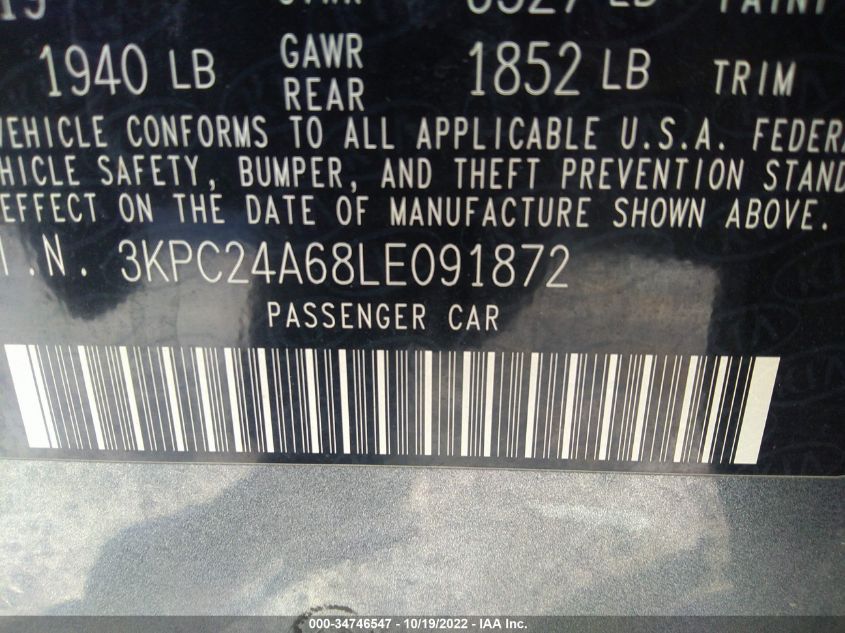 1940 LB GAWR REAR 1852 LB TRIM
VEHICLE CONFORMS TO ALL APPLICABLE U.S.A. FEDERA
HICLE SAFETY, BUMPER, AND THEFT PREVENTION STAND
EFFECT ON THE DATE OF MANUFACTURE SHOWN ABOVE.
I.N. 3KPC24A68LE091872
PASSENGER CAR
000-34746547 - 10/19/2022 - IAA Inc.